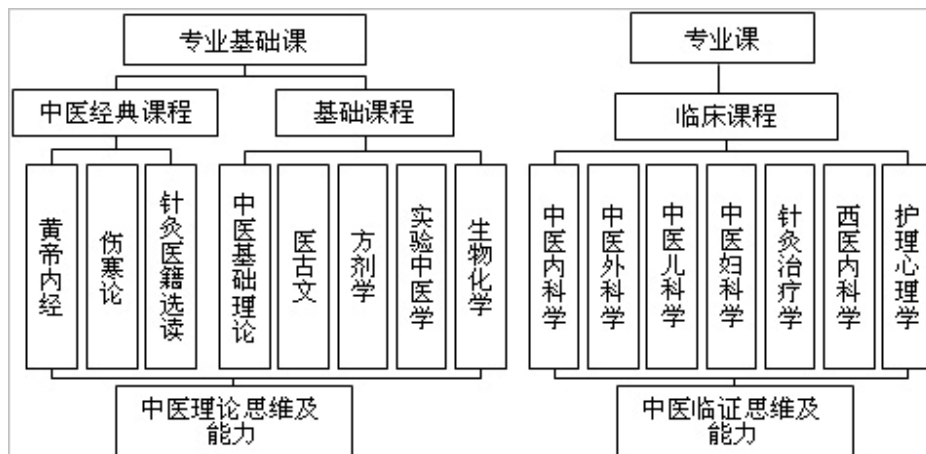 专业基础课
专业课
中医经典课程
基础课程
临床课程
黄帝内经
伤寒论
针灸医籍选读
中医基础理论
医古文
方剂学
实验中医学
生物化学
中医内科学
中医外科学
中医儿科学
中医妇科学
针灸治疗学
西医内科学
护理心理学
中医理论思维及
能力
中医临证思维及
能力